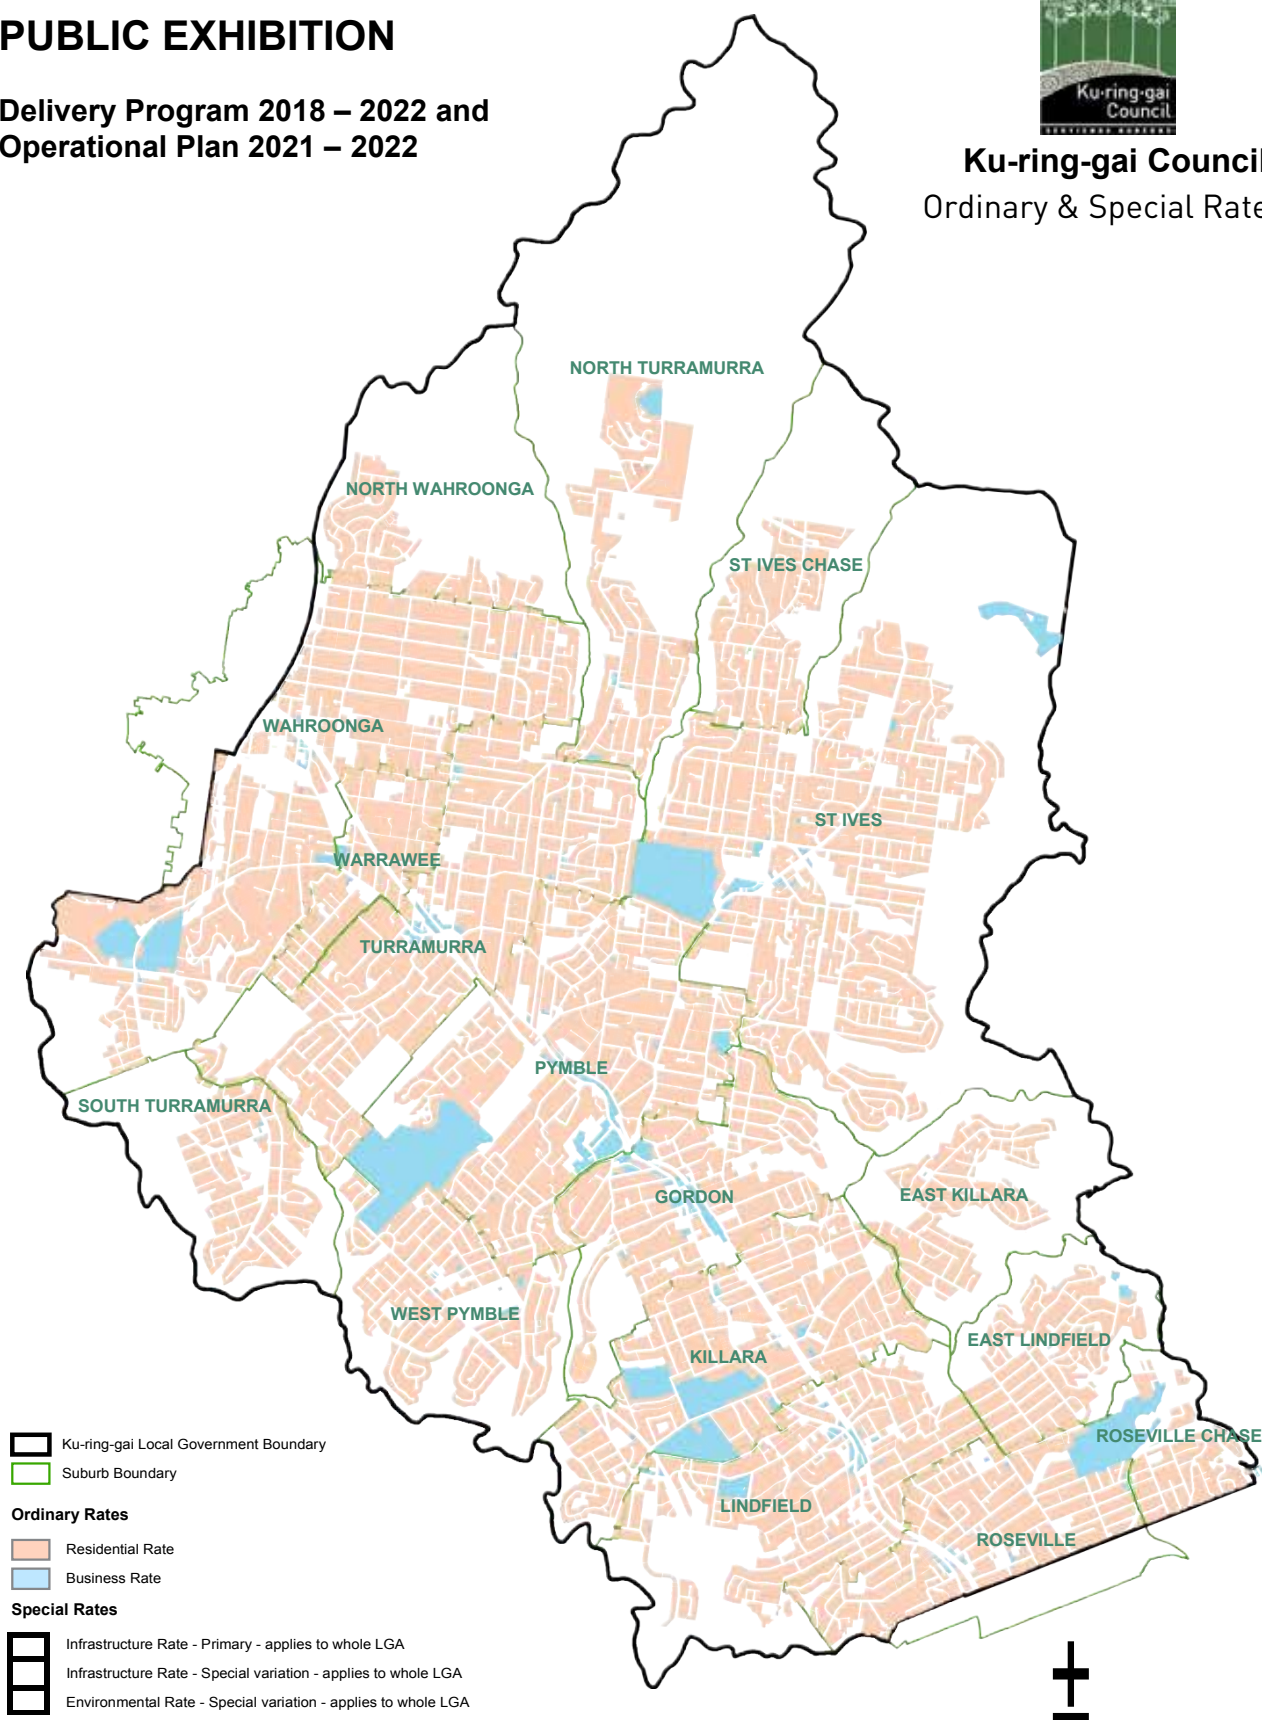 PUBLIC EXHIBITION
Delivery Program 2018 – 2022 and
Operational Plan 2021 – 2022
Ku-ring-gai
Council
Ku-ring-gai Council
Ordinary & Special Rate
NORTH TURRAMURRA
NORTH WAHROONGA
ST IVES CHASE
WAHROONGA
ST IVES
WARRAWEE
TURRAMURRA
PYMBLE
SOUTH TURRAMURRA
GORDON
EAST KILLARA
WEST PYMBLE
EAST LINDFIELD
KILLARA
ROSEVILLE CHASE
LINDFIELD
ROSEVILLE
Ku-ring-gai Local Government Boundary
Suburb Boundary
Ordinary Rates
Residential Rate
Business Rate
Special Rates
Infrastructure Rate - Primary - applies to whole LGA
Infrastructure Rate - Special variation - applies to whole LGA
Environmental Rate - Special variation - applies to whole LGA